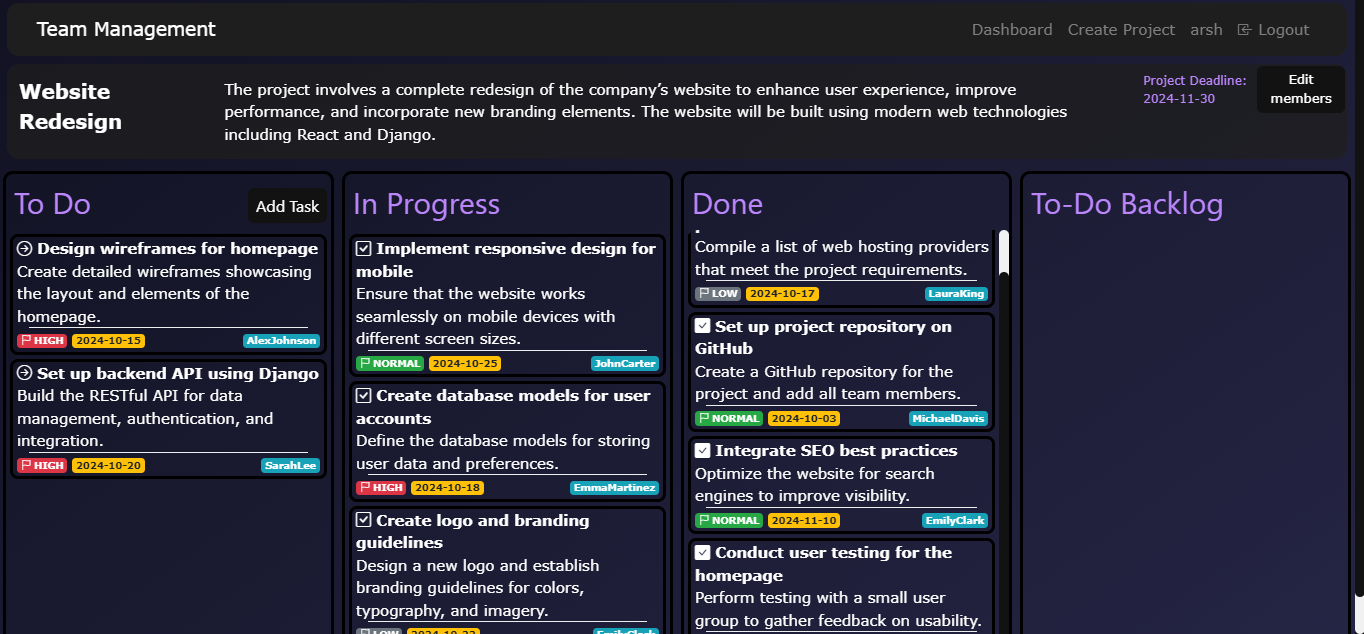 Team Management
Dashboard Create Project arsh Logout
Website
Redesign
The project involves a complete redesign of the company’s website to enhance user experience, improve
performance, and incorporate new branding elements. The website will be built using modern web technologies
including React and Django.
Project Deadline:
2024-11-30
Edit
members
To Do
Add Task
Design wireframes for homepage
Create detailed wireframes showcasing
the layout and elements of the
homepage.
HIGH 2024-10-15 AlexJohnson
Set up backend API using Django
Build the RESTful API for data
management, authentication, and
integration.
HIGH 2024-10-20 SarahLee
In Progress
Implement responsive design for
mobile
Ensure that the website works
seamlessly on mobile devices with
different screen sizes.
NORMAL 2024-10-25 JohnCarter
Create database models for user
accounts
Define the database models for storing
user data and preferences.
HIGH 2024-10-18 EmmaMartinez
Create logo and branding
guidelines
Design a new logo and establish
branding guidelines for colors,
typography, and imagery.
LOW EmilyClark
Done
Compile a list of web hosting providers
that meet the project requirements.
LOW 2024-10-17 LauraKing
Set up project repository on
GitHub
Create a GitHub repository for the
project and add all team members.
NORMAL 2024-10-03 MichaelDavis
Integrate SEO best practices
Optimize the website for search
engines to improve visibility.
NORMAL 2024-11-10 EmilyClark
Conduct user testing for the
homepage
Perform testing with a small user
group to gather feedback on usability.
To-Do Backlog